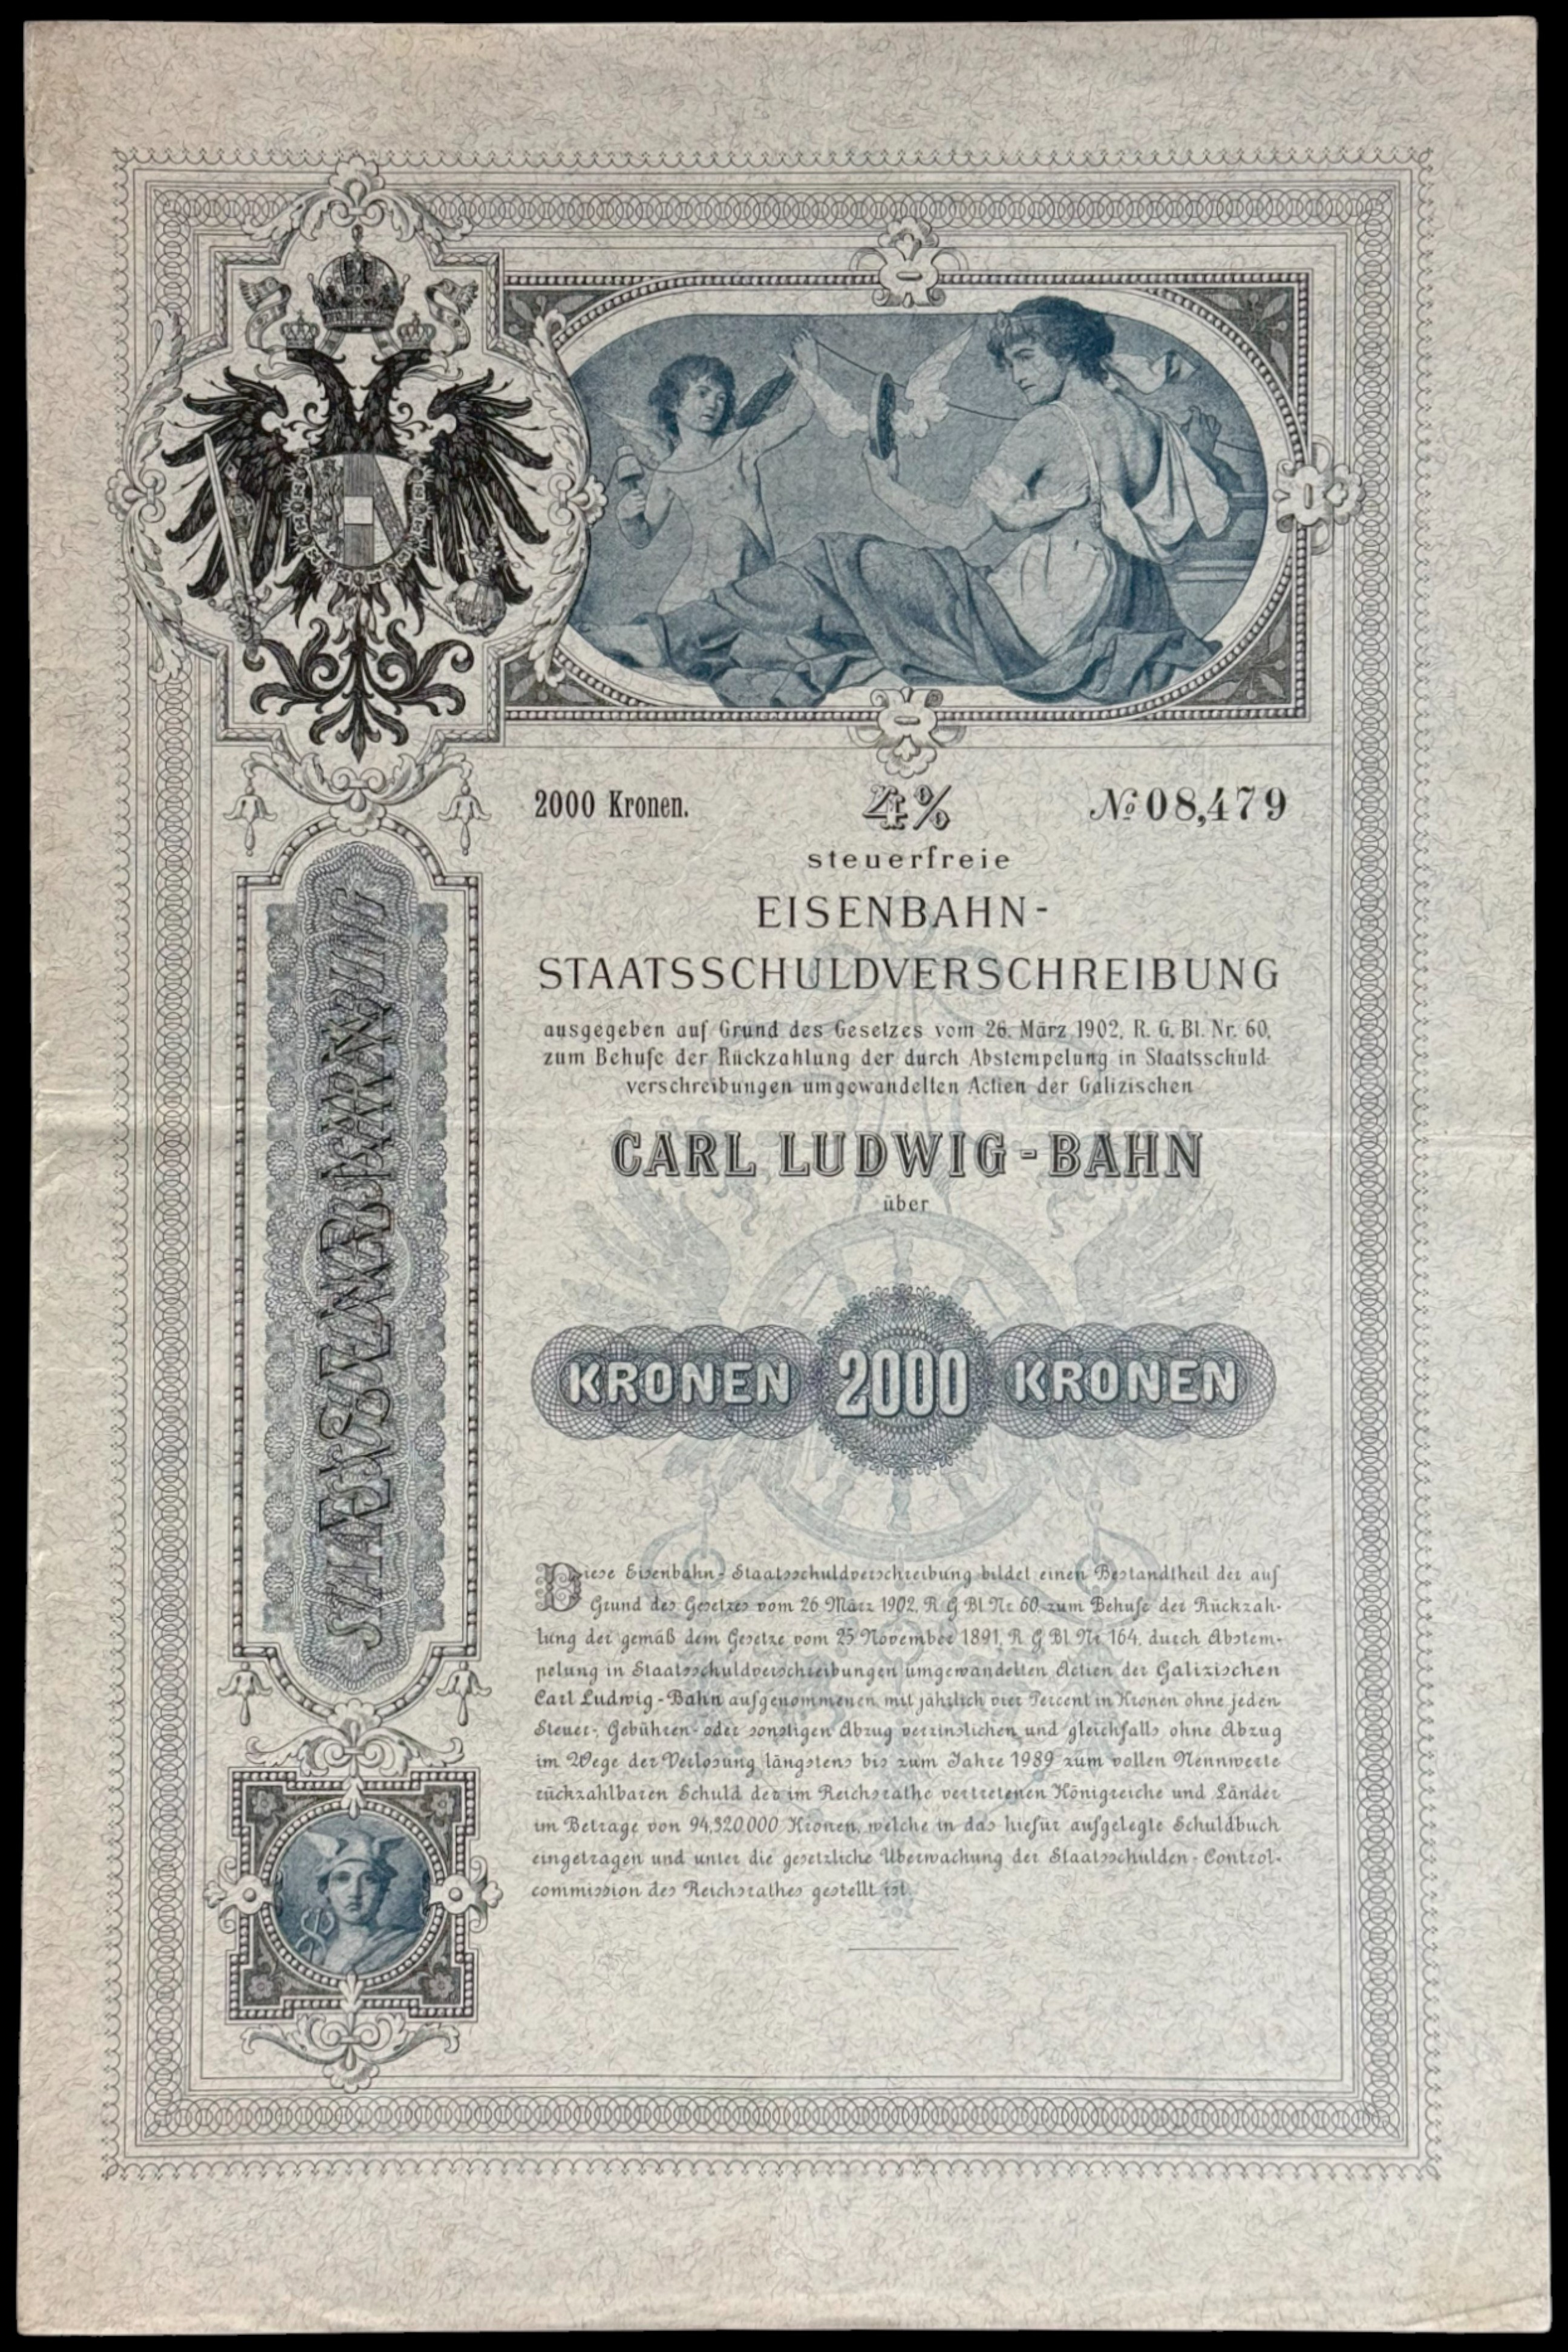 2000 Kronen. 4% № 08,479
steuerfreie
EISENBAHN-
STAATSSCHULDVERSCHREIBUNG
ausgegeben auf Grund des Gesetzes vom 26. März 1902, R. G. Bl. Nr. 60,
zum Behufe der Rückzahlung der durch Abstempelung in Staatsschuld-
verschreibungen umgewandelten Actien der Galizischen
CARL LUDWIG-BAHN
über
KRONEN 2000 KRONEN
Diese Eisenbahn-Staatsschuldverschreibung bildet einen Bestandtheil der auf
Grund des Gesetzes vom 26. März 1902, R. G. Bl. Nr. 60, zum Behufe der Rückzah-
lung der gemäß dem Gesetze vom 25. November 1891, R. G. Bl. Nr. 164, durch Abstem-
pelung in Staatsschuldverschreibungen umgewandelten Actien der Galizischen
Carl Ludwig-Bahn aufgenommenen, mit jährlich vier Percent in Kronen ohne jeden
Steuer-, Gebühren- oder sonstigen Abzug verzinslichen und gleichfalls ohne Abzug
im Wege der Verlosung längstens bis zum Jahre 1989 zum vollen Nennwerte
rückzahlbaren Schuld der im Reichsrathe vertretenen Königreiche und Länder
im Betrage von 94,320.000 Kronen, welche in das hiefür aufgelegte Schuldbuch
eingetragen und unter die gesetzliche Überwachung der Staatsschulden-Control-
commission des Reichsrathes gestellt ist.